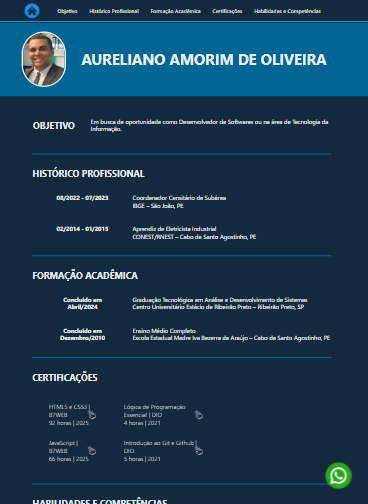 Objetivo Histórico Profissional Formação Acadêmica Certificações Habilidades e Competências
AURELIANO AMORIM DE OLIVEIRA
OBJETIVO
Em busca de oportunidade como Desenvolvedor de Softwares ou na área de Tecnologia da
Informação.
HISTÓRICO PROFISSIONAL
08/2022 - 07/2023
Coordenador Censitário de Subárea
IBGE – São João, PE
02/2014 - 01/2015
Aprendiz de Eletricista Industrial
CONEST/RNEST – Cabo de Santo Agostinho, PE
FORMAÇÃO ACADÊMICA
Concluído em
Abril/2024
Graduação Tecnológica em Análise e Desenvolvimento de Sistemas
Centro Universitário Estácio de Ribeirão Preto – Ribeirão Preto, SP
Concluído em
Dezembro/2010
Ensino Médio Completo
Escola Estadual Madre Iva Bezerra de Araújo – Cabo de Santo Agostinho, PE
CERTIFICAÇÕES
HTML5 e CSS3 |
B7WEB
92 horas | 2025
Lógica de Programação
Essencial | DIO
4 horas | 2021
JavaScript |
B7WEB
66 horas | 2025
Introdução ao Git e Github |
DIO
5 horas | 2021
HABILIDADES E COMPETÊNCIAS